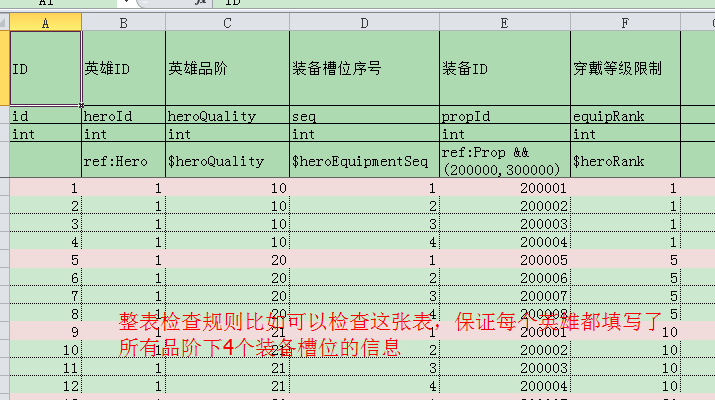 A1 ID
A B C D E F
ID 英雄ID 英雄品阶 装备槽位序号 装备ID 穿戴等级限制
id heroId heroQuality seq propId equipRank
int int int int int int
ref:Hero $heroQuality $heroEquipmentSeq ref:Prop && (200000,300000) $heroRank
1 1 10 1 200001 1
2 1 10 2 200002 1
3 1 10 3 200003 1
4 1 10 4 200004 1
5 1 20 1 200005 5
6 1 20 2 200006 5
7 1 20 3 200007 5
8 1 20 4 200008 5
整表检查规则比如可以检查这张表，保证每个英雄都填写了
9 1 21 1 200001 10
所有品阶下4个装备槽位的信息
10 1 21 2 200002 10
11 1 21 3 200003 10
12 1 21 4 200004 10